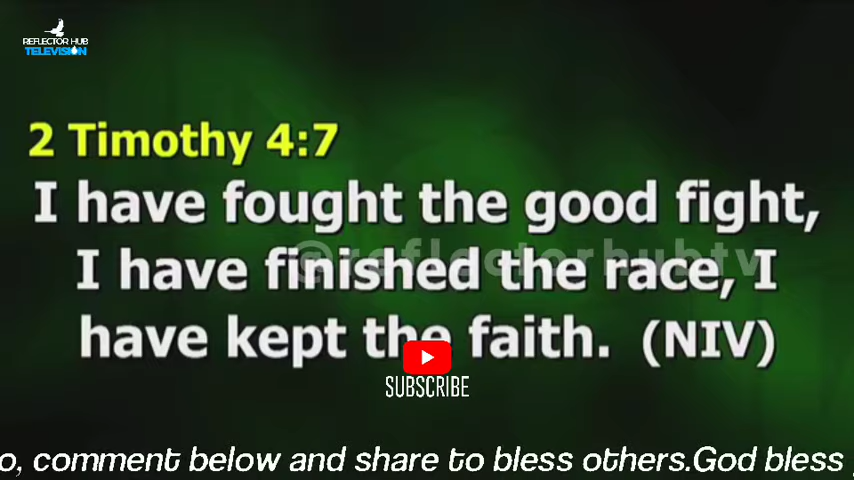 REFLECTOR HUB
TELEVISION
2 Timothy 4:7
I have fought the good fight,
@reflectorhubtv
I have finished the race, I
have kept the faith. (NIV)
SUBSCRIBE
o, comment below and share to bless others.God bless